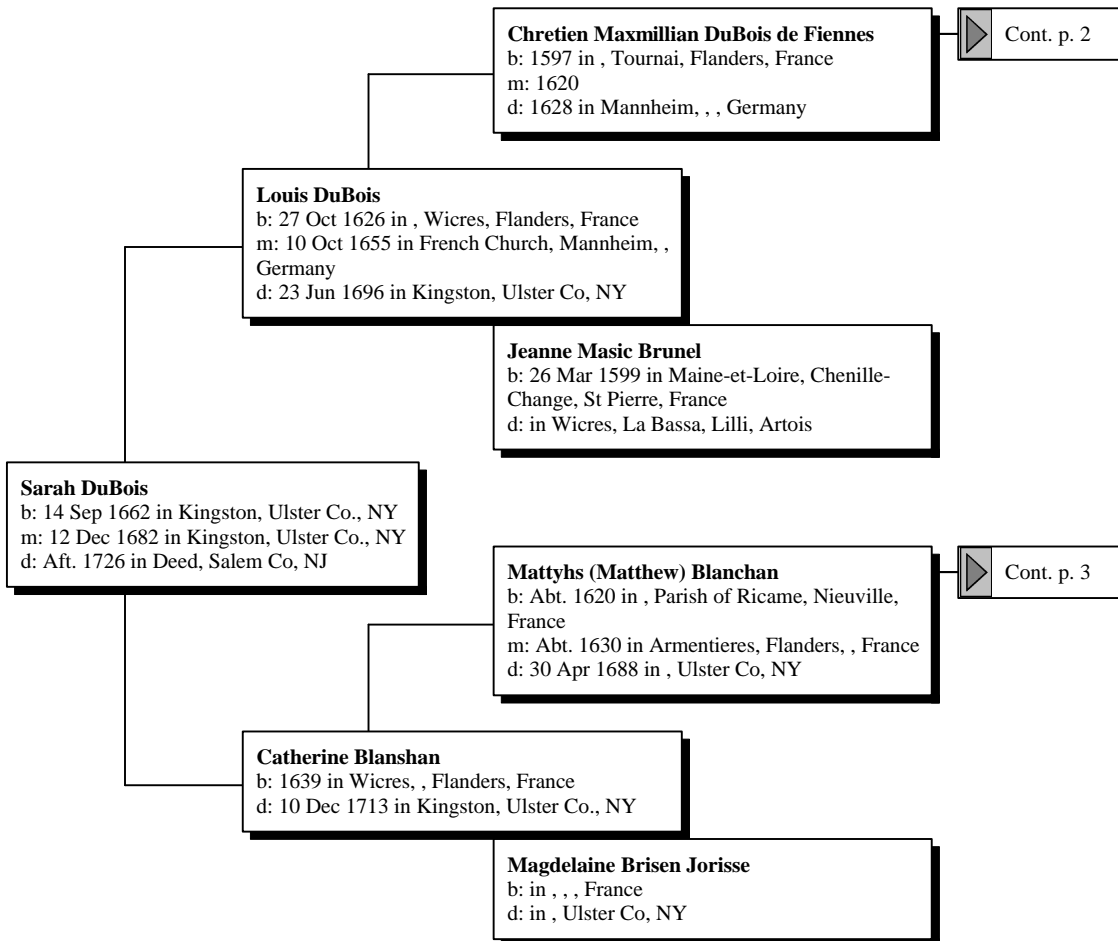 Chretien Maxmillian DuBois de Fiennes
b: 1597 in , Tournai, Flanders, France
m: 1620
d: 1628 in Mannheim, , , Germany
Cont. p. 2
Louis DuBois
b: 27 Oct 1626 in , Wicres, Flanders, France
m: 10 Oct 1655 in French Church, Mannheim, ,
Germany
d: 23 Jun 1696 in Kingston, Ulster Co, NY
Jeanne Masic Brunel
b: 26 Mar 1599 in Maine-et-Loire, Chenille-
Change, St Pierre, France
d: in Wicres, La Bassa, Lilli, Artois
Sarah DuBois
b: 14 Sep 1662 in Kingston, Ulster Co., NY
m: 12 Dec 1682 in Kingston, Ulster Co., NY
d: Aft. 1726 in Deed, Salem Co, NJ
Mattyhs (Matthew) Blanchan
b: Abt. 1620 in , Parish of Ricame, Nieuville,
France
m: Abt. 1630 in Armentieres, Flanders, , France
d: 30 Apr 1688 in , Ulster Co, NY
Cont. p. 3
Catherine Blanshan
b: 1639 in Wicres, , Flanders, France
d: 10 Dec 1713 in Kingston, Ulster Co., NY
Magdelaine Brisen Jorisse
b: in , , , France
d: in , Ulster Co, NY